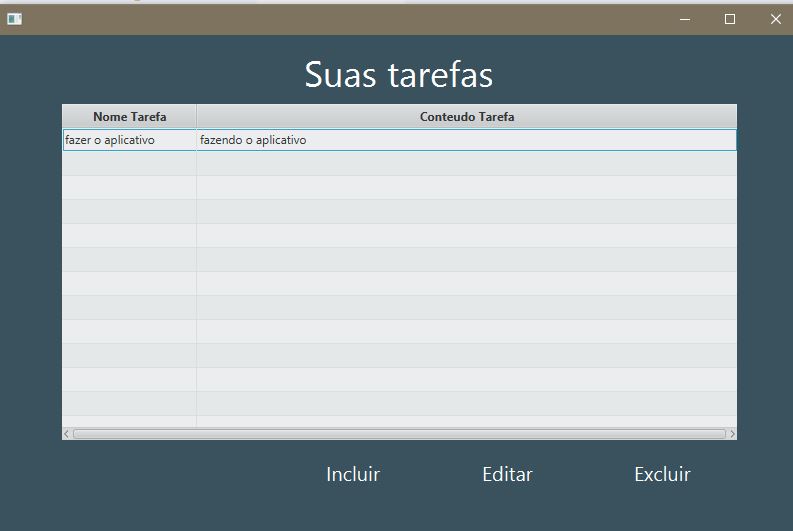 Suas tarefas
Nome Tarefa Conteudo Tarefa
fazer o aplicativo fazendo o aplicativo
Incluir Editar Excluir